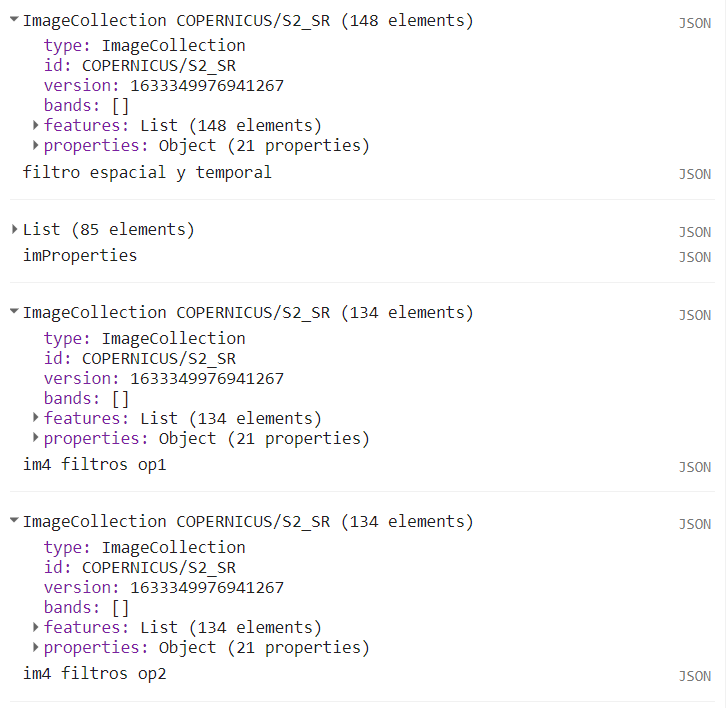 ImageCollection COPERNICUS/S2_SR (148 elements) JSON
type: ImageCollection
id: COPERNICUS/S2_SR
version: 1633349976941267
bands: []
features: List (148 elements)
properties: Object (21 properties)
filtro espacial y temporal JSON
List (85 elements) JSON
imProperties JSON
ImageCollection COPERNICUS/S2_SR (134 elements) JSON
type: ImageCollection
id: COPERNICUS/S2_SR
version: 1633349976941267
bands: []
features: List (134 elements)
properties: Object (21 properties)
im4 filtros op1 JSON
ImageCollection COPERNICUS/S2_SR (134 elements) JSON
type: ImageCollection
id: COPERNICUS/S2_SR
version: 1633349976941267
bands: []
features: List (134 elements)
properties: Object (21 properties)
im4 filtros op2 JSON